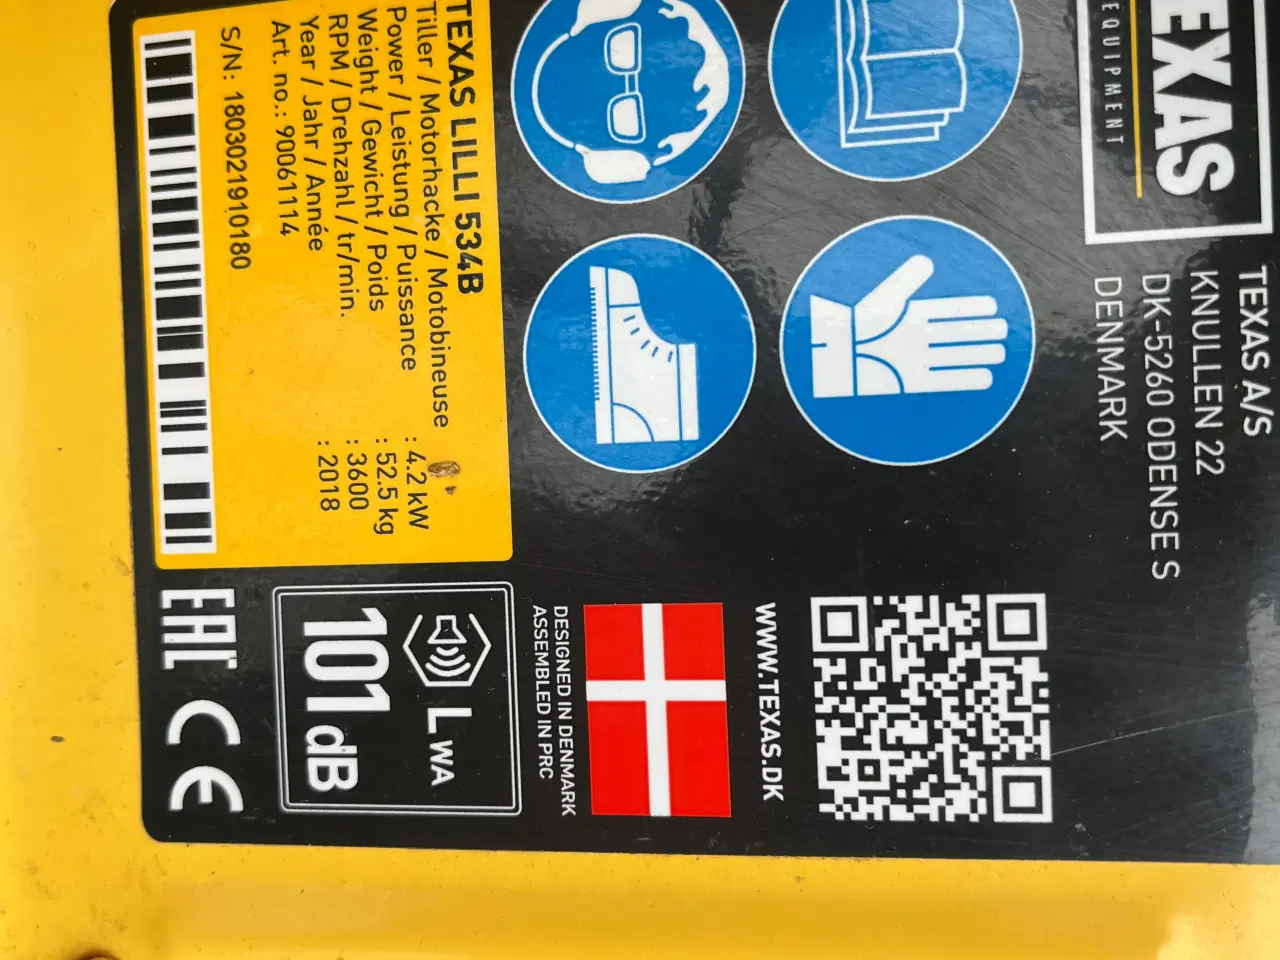 EXAS
EQUIPMENT
TEXAS A/S
KNULLEN 22
DK-5260 ODENSE S
DENMARK
WWW.TEXAS.DK
DESIGNED IN DENMARK
ASSEMBLED IN PRC
TEXAS LILLI 534B
Tiller / Motorhacke / Motobineuse
Power / Leistung / Puissance : 4.2 kW
Weight / Gewicht / Poids : 52.5 kg
RPM / Drehzahl / tr/min. : 3600
Year / Jahr / Année : 2018
Art. no.: 90061114
S/N: 1803021910180
LWA
101 dB
EAC CE